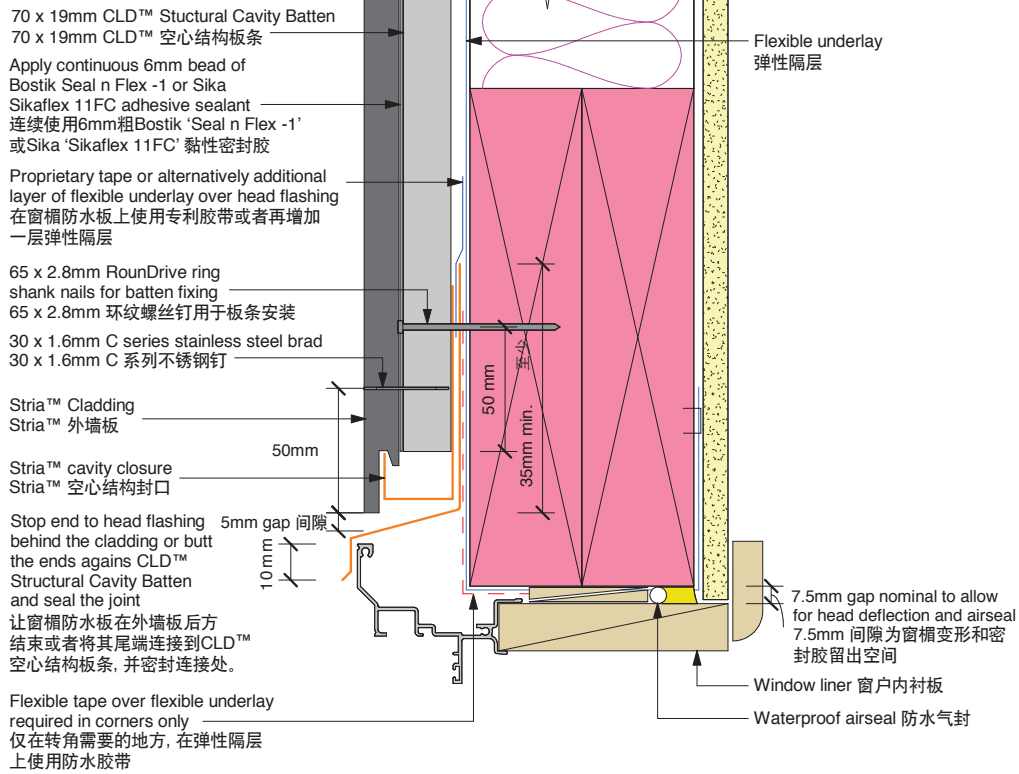 70 x 19mm CLD™ Stuctural Cavity Batten
70 x 19mm CLD™ 空心结构板条
Apply continuous 6mm bead of
Bostik Seal n Flex -1 or Sika
Sikaflex 11FC adhesive sealant
连续使用6mm粗Bostik ‘Seal n Flex -1’
或Sika ‘Sikaflex 11FC’ 黏性密封胶
Proprietary tape or alternatively additional
layer of flexible underlay over head flashing
在窗楣防水板上使用专利胶带或者再增加
一层弹性隔层
65 x 2.8mm RounDrive ring
shank nails for batten fixing
65 x 2.8mm 环纹螺丝钉用于板条安装
30 x 1.6mm C series stainless steel brad
30 x 1.6mm C 系列不锈钢钉
Stria™ Cladding
Stria™ 外墙板
Stria™ cavity closure
Stria™ 空心结构封口
Stop end to head flashing
behind the cladding or butt
the ends agains CLD™
Structural Cavity Batten
and seal the joint
让窗楣防水板在外墙板后方
结束或者将其尾端连接到CLD™
空心结构板条, 并密封连接处。
Flexible tape over flexible underlay
required in corners only
仅在转角需要的地方, 在弹性隔层
上使用防水胶带
50mm
5mm gap 间隙
10mm
50 mm
至少
35mm min.
Flexible underlay
弹性隔层
7.5mm gap nominal to allow
for head deflection and airseal
7.5mm 间隙为窗楣变形和密
封胶留出空间
Window liner 窗户内衬板
Waterproof airseal 防水气封